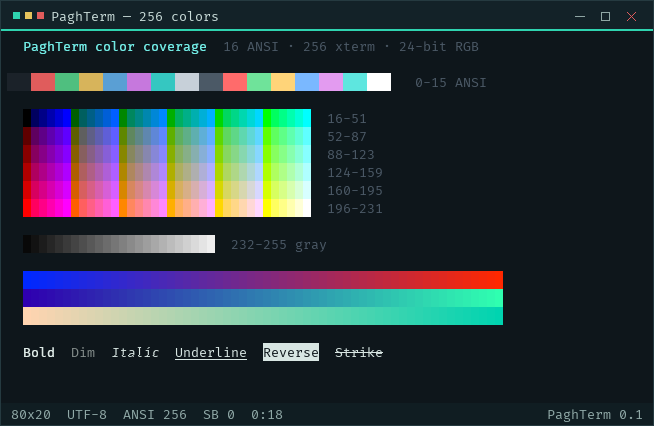 PaghTerm — 256 colors
PaghTerm color coverage 16 ANSI · 256 xterm · 24-bit RGB
0-15 ANSI
16-51
52-87
88-123
124-159
160-195
196-231
232-255 gray
Bold Dim Italic Underline Reverse Strike
80x20 UTF-8 ANSI 256 SB 0 0:18 PaghTerm 0.1